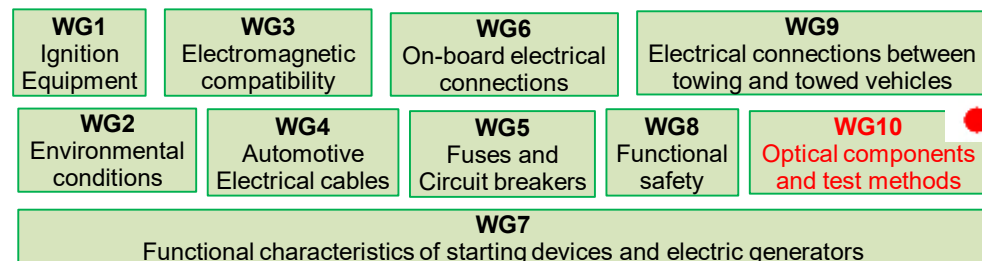 WG1
Ignition
Equipment
WG3
Electromagnetic
compatibility
WG6
On-board electrical
connections
WG9
Electrical connections between
towing and towed vehicles
WG2
Environmental
conditions
WG4
Automotive
Electrical cables
WG5
Fuses and
Circuit breakers
WG8
Functional
safety
WG10
Optical components
and test methods
WG7
Functional characteristics of starting devices and electric generators